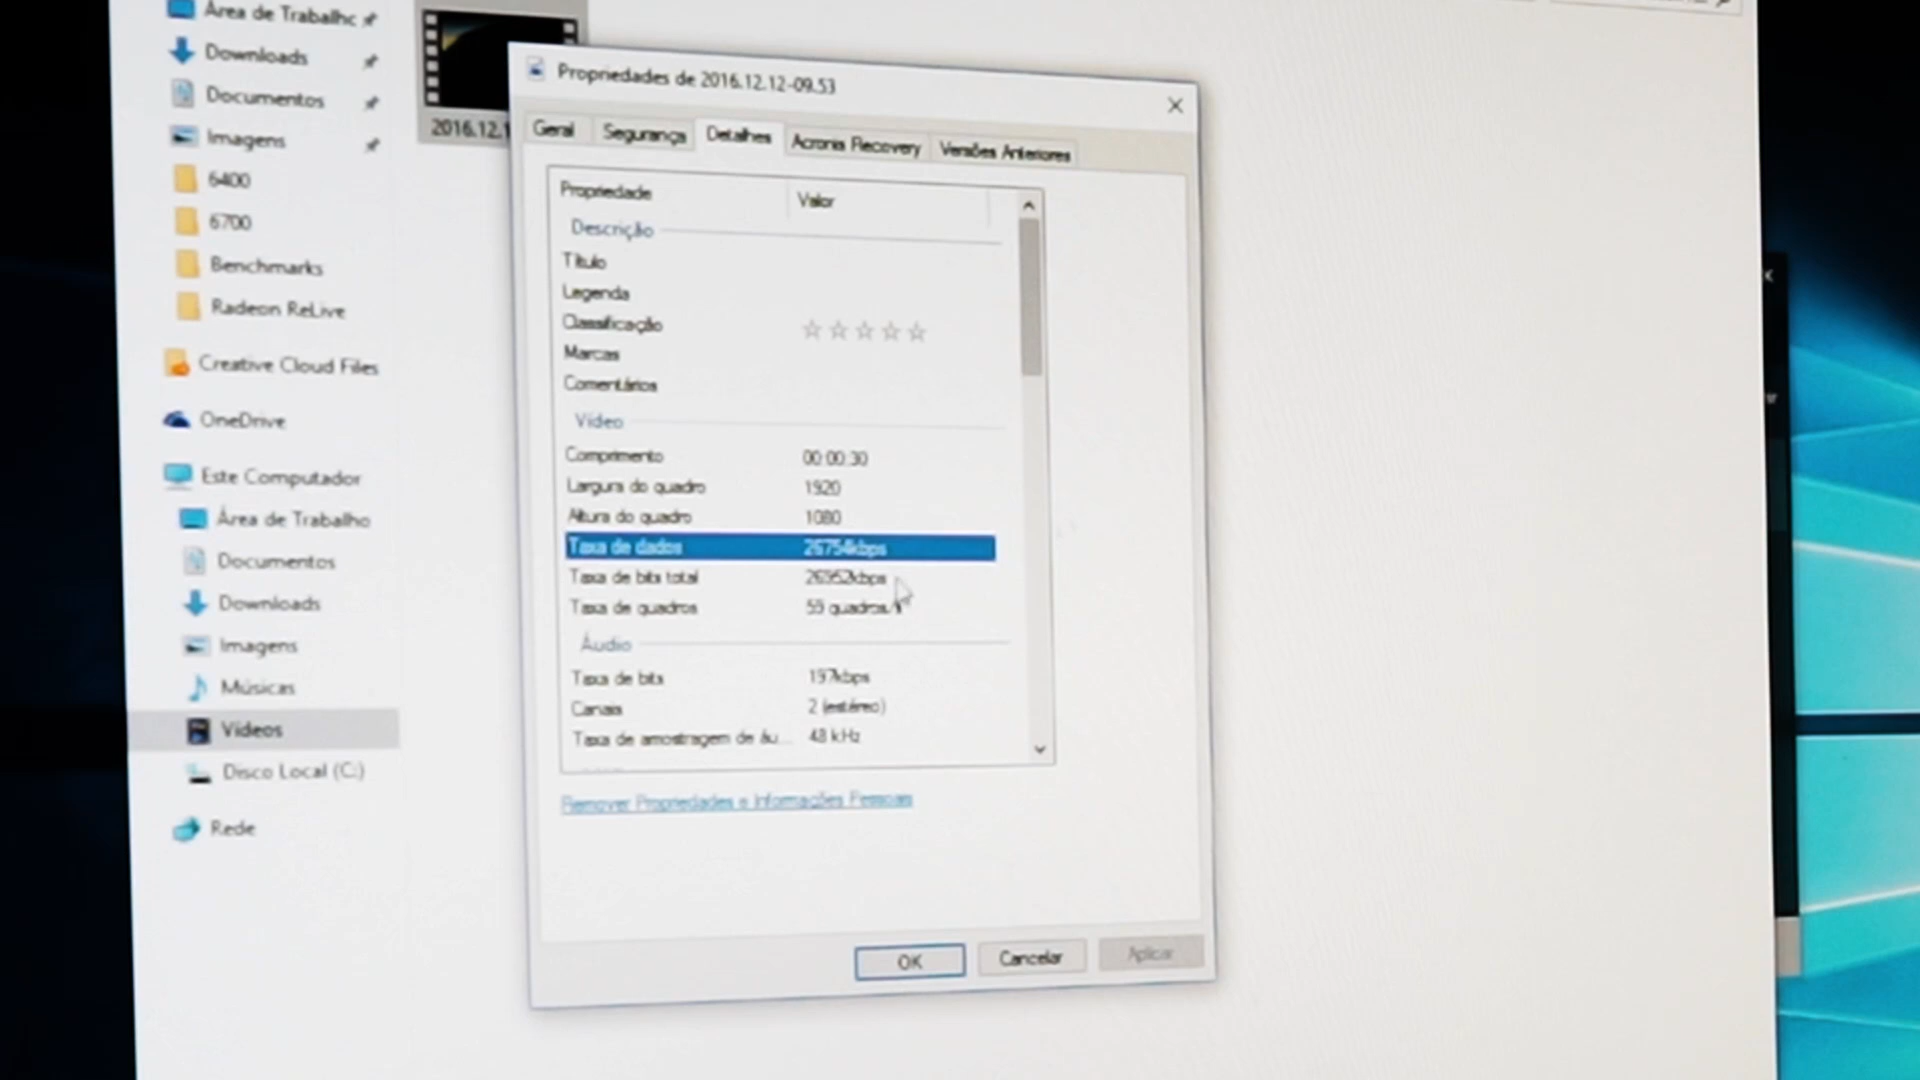 Área de Trabalho
Downloads
Documentos
Imagens
6400
6700
Benchmarks
Radeon ReLive
Creative Cloud Files
OneDrive
Este Computador
Área de Trabalho
Documentos
Downloads
Imagens
Músicas
Vídeos
Disco Local (C:)
Rede
2016.12.1
Propriedades de 2016.12.12-09.53
Geral Segurança Detalhes Acronis Recovery Versões Anteriores
Propriedade Valor
Descrição
Título
Legenda
Classificação
Marcas
Comentários
Vídeo
Comprimento 00:00:30
Largura do quadro 1920
Altura do quadro 1080
Taxa de dados 26754kbps
Taxa de bits total 26952kbps
Taxa de quadros 59 quadros/
Áudio
Taxa de bits 197kbps
Canais 2 (estéreo)
Taxa de amostragem de áu... 48 kHz
Remover Propriedades e Informações Pessoais
OK Cancelar Aplicar